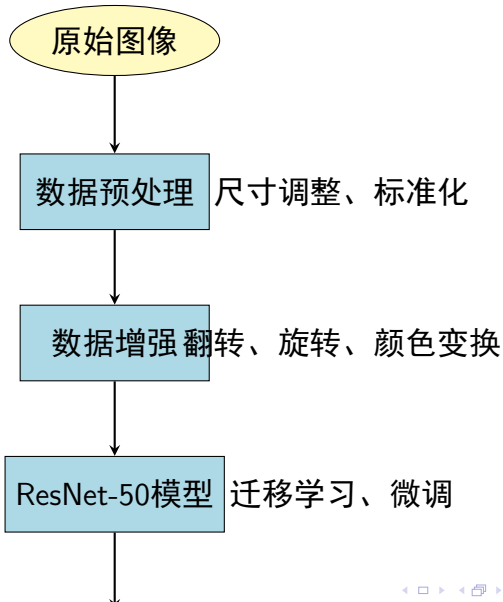 原始图像
数据预处理 尺寸调整、标准化
数据增强 翻转、旋转、颜色变换
ResNet-50模型 迁移学习、微调